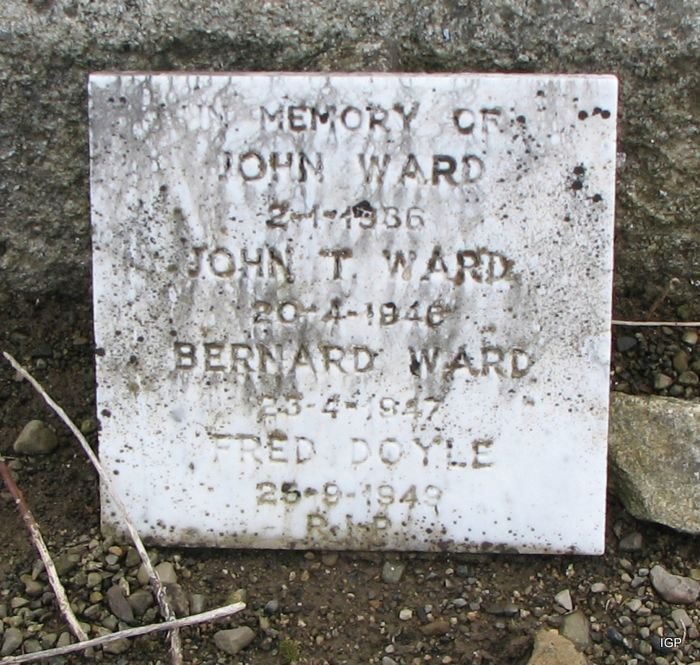 IN MEMORY OF
JOHN WARD
2-1-1936
JOHN T. WARD
20-4-1946
BERNARD WARD
23-4-1947
FRED DOYLE
25-9-1949
R.I.P.
IGP